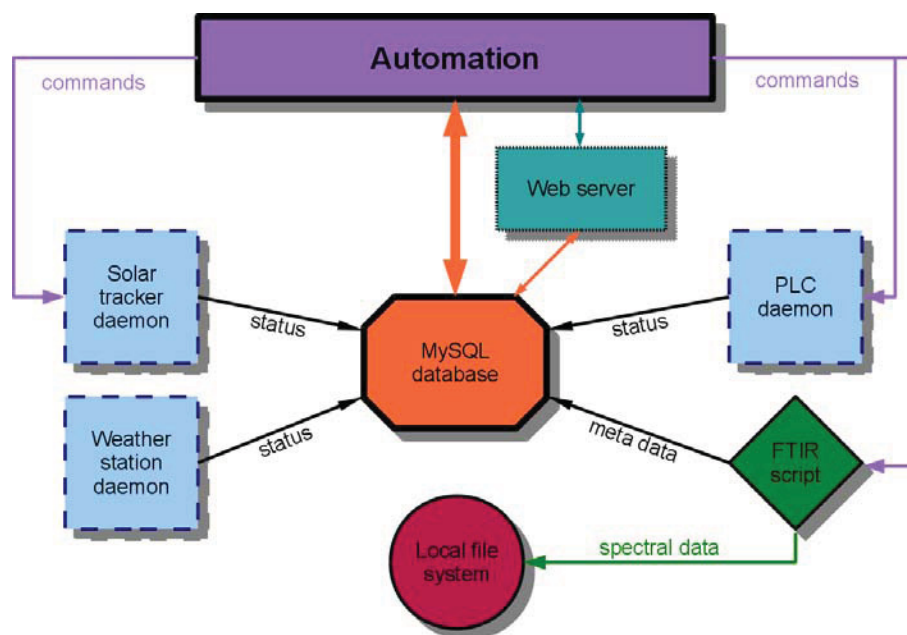 Automation
commands
commands
Web server
Solar
tracker
daemon
PLC
daemon
status
status
MySQL
database
Weather
station
daemon
status
meta data
FTIR
script
Local file
system
spectral data